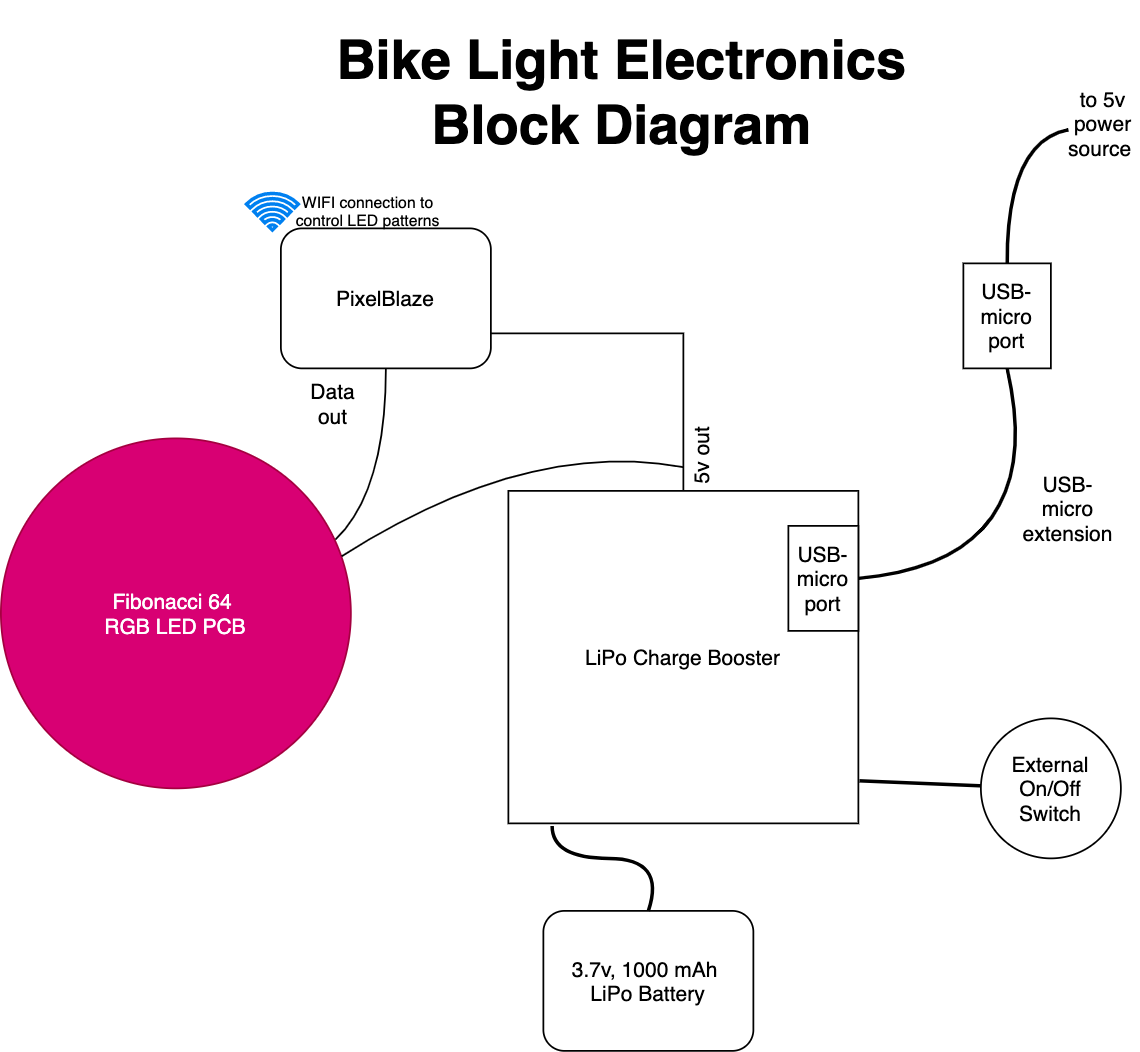 Bike Light Electronics
Block Diagram
to 5v
power
source
WIFI connection to
control LED patterns
PixelBlaze
USB-
micro
port
Data
out
5v out
USB-
micro
extension
USB-
micro
port
Fibonacci 64
RGB LED PCB
LiPo Charge Booster
External
On/Off
Switch
3.7v, 1000 mAh
LiPo Battery